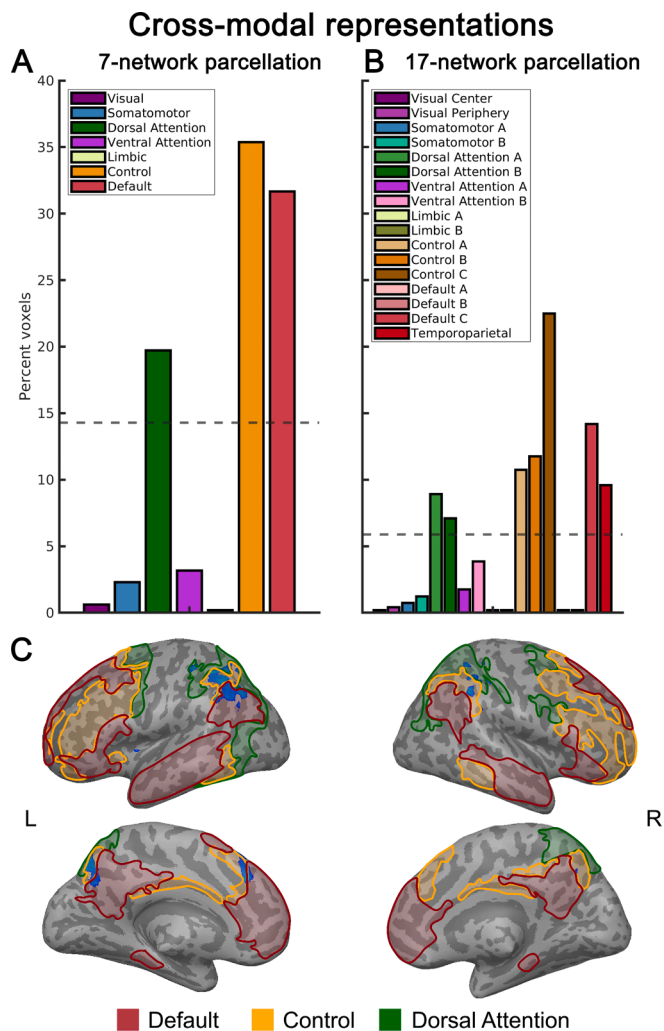 Cross-modal representations
A 7-network parcellation
B 17-network parcellation
40
35
30
25
20
15
10
5
0
Percent voxels
Visual
Somatomotor
Dorsal Attention
Ventral Attention
Limbic
Control
Default
Visual Center
Visual Periphery
Somatomotor A
Somatomotor B
Dorsal Attention A
Dorsal Attention B
Ventral Attention A
Ventral Attention B
Limbic A
Limbic B
Control A
Control B
Control C
Default A
Default B
Default C
Temporoparietal
0
C
L
R
Default Control Dorsal Attention